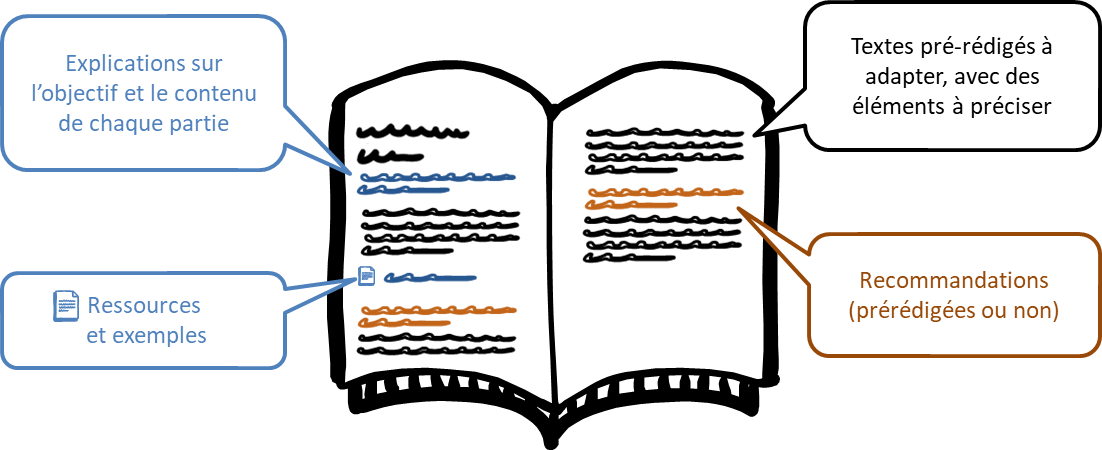 Explications sur
l’objectif et le contenu
de chaque partie
Ressources
et exemples
Textes pré-rédigés à
adapter, avec des
éléments à préciser
Recommandations
(prérédigées ou non)